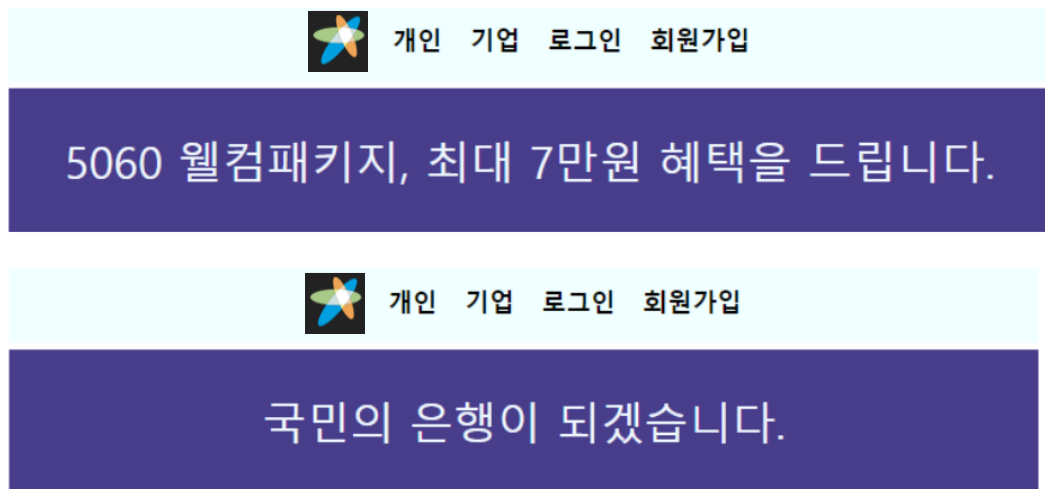 개인 기업 로그인 회원가입
5060 웰컴패키지, 최대 7만원 혜택을 드립니다.
개인 기업 로그인 회원가입
국민의 은행이 되겠습니다.